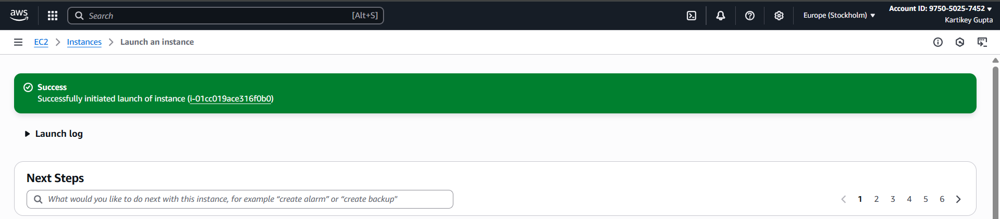 aws
Search [Alt+S]
Europe (Stockholm)
Account ID: 9750-5025-7452
Kartikey Gupta
EC2 Instances Launch an instance
Success
Successfully initiated launch of instance (i-01cc019ace316f0b0)
Launch log
Next Steps
What would you like to do next with this instance, for example “create alarm” or “create backup"
1 2 3 4 5 6